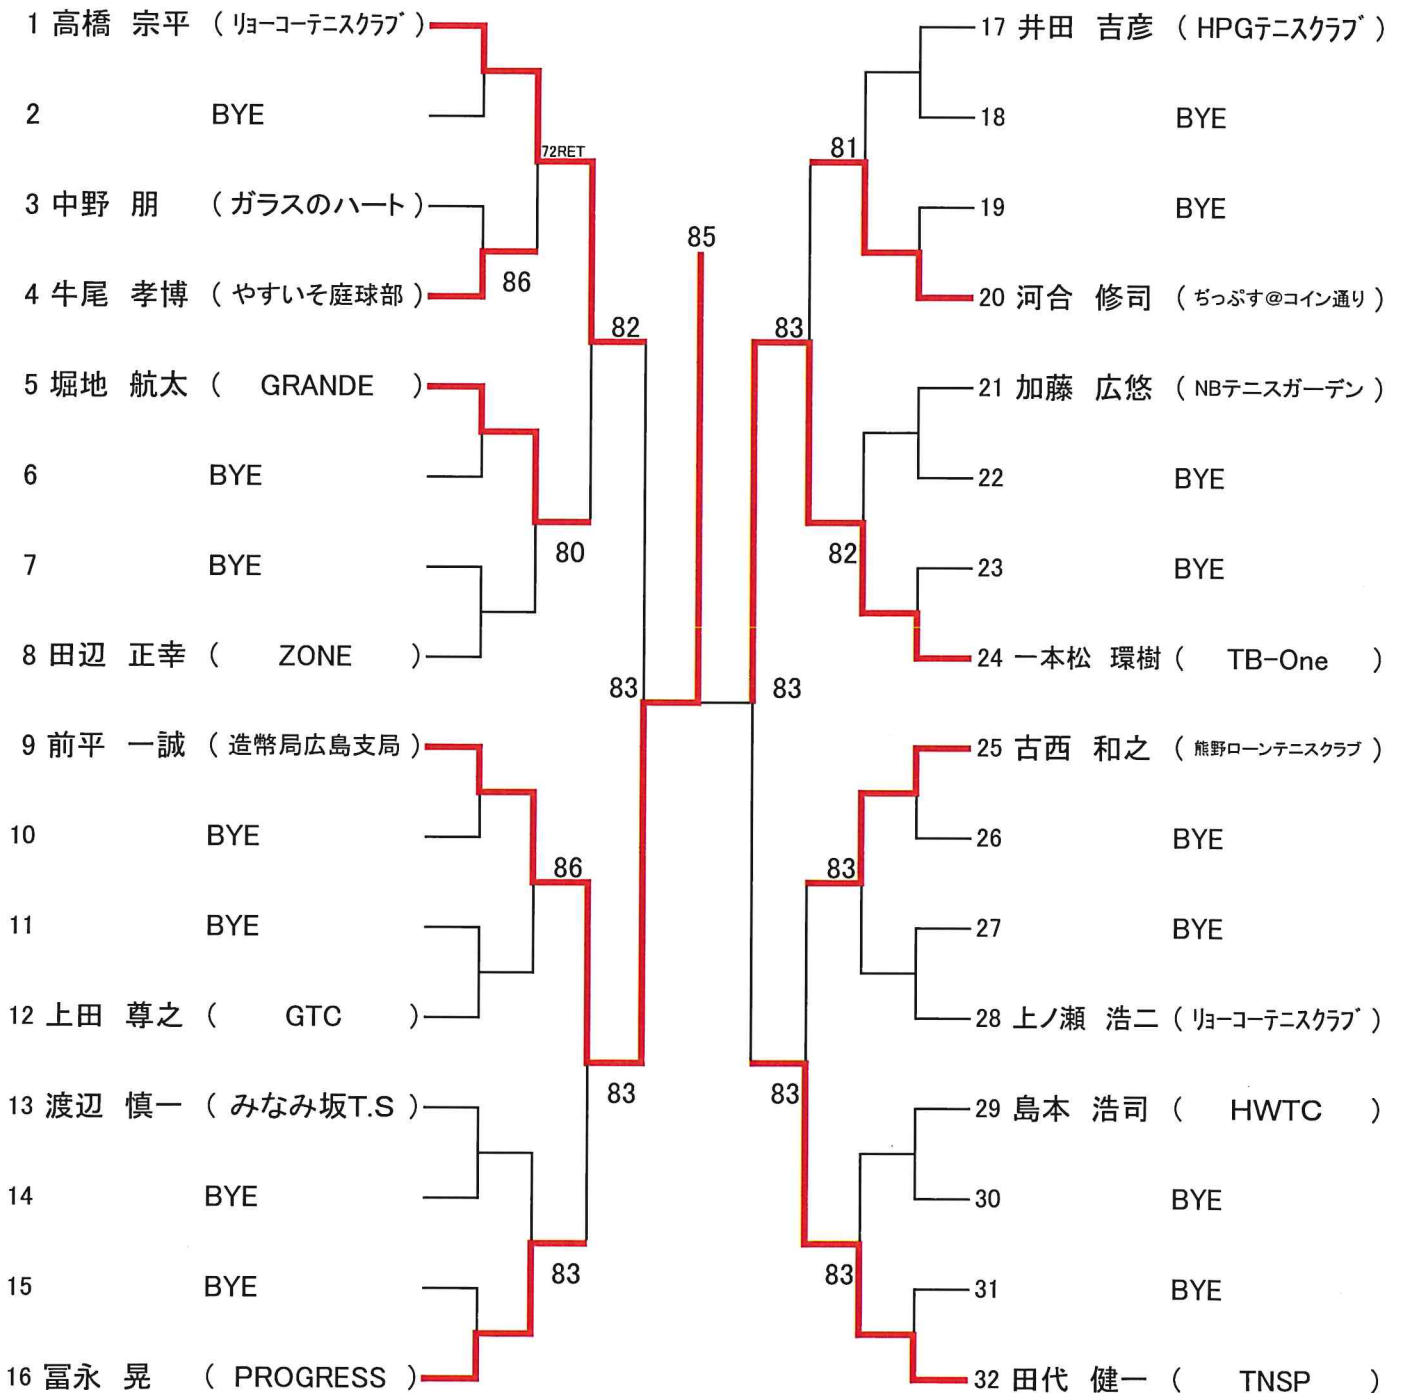 1 高橋 宗平 ( リョーコーテニスクラブ )
2 BYE
72RET
3 中野 朋 ( ガラスのハート )
4 牛尾 孝博 ( やすいそ庭球部 )
86
82
5 堀地 航太 ( GRANDE )
6 BYE
80
7 BYE
8 田辺 正幸 ( ZONE )
83
9 前平 一誠 ( 造幣局広島支局 )
10 BYE
86
11 BYE
12 上田 尊之 ( GTC )
83
13 渡辺 慎一 ( みなみ坂T.S )
14 BYE
83
15 BYE
16 冨永 晃 ( PROGRESS )
85
17 井田 吉彦 ( HPGテニスクラブ )
18 BYE
81
19 BYE
20 河合 修司 ( ぢっぷす@コイン通り )
83
21 加藤 広悠 ( NBテニスガーデン )
22 BYE
82
23 BYE
24 一本松 環樹 ( TB-One )
83
25 古西 和之 ( 熊野ローンテニスクラブ )
26 BYE
83
27 BYE
28 上ノ瀬 浩二 ( リョーコーテニスクラブ )
83
29 島本 浩司 ( HWTC )
30 BYE
83
31 BYE
32 田代 健一 ( TNSP )